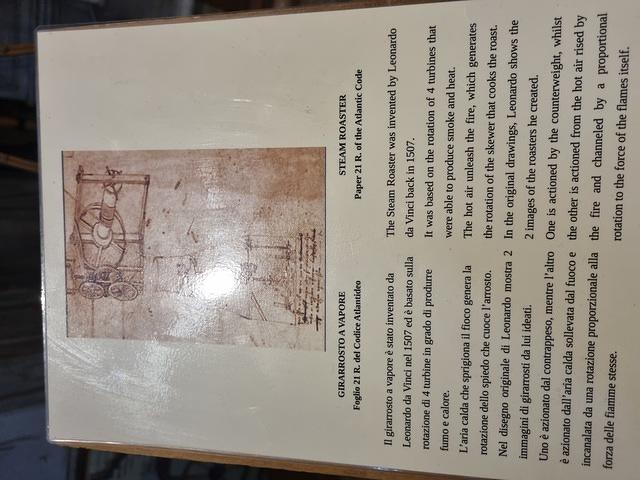 GIRARROSTO A VAPORE
Foglio 21 R. del Codice Atlantideo
Il girarrosto a vapore è stato inventato da
Leonardo da Vinci nel 1507 ed è basato sulla
rotazione di 4 turbine in grado di produrre
fumo e calore.
L'aria calda che sprigiona il fioco genera la
rotazione dello spiedo che cuoce l'arrosto.
Nel disegno originale di Leonardo mostra 2
immagini di girarrosti da lui ideati.
Uno è azionato dal contrappeso, mentre l'altro
è azionato dall'aria calda sollevata dal fuoco e
incanalata da una rotazione proporzionale alla
forza delle fiamme stesse.
STEAM ROASTER
Paper 21 R. of the Atlantic Code
The Steam Roaster was invented by Leonardo
da Vinci back in 1507.
It was based on the rotation of 4 turbines that
were able to produce smoke and heat.
The hot air unleash the fire, which generates
the rotation of the skewer that cooks the roast.
In the original drawings, Leonardo shows the
2 images of the roasters he created.
One is actioned by the counterweight, whilst
the other is actioned from the hot air rised by
the fire and channeled by a proportional
rotation to the force of the flames itself.